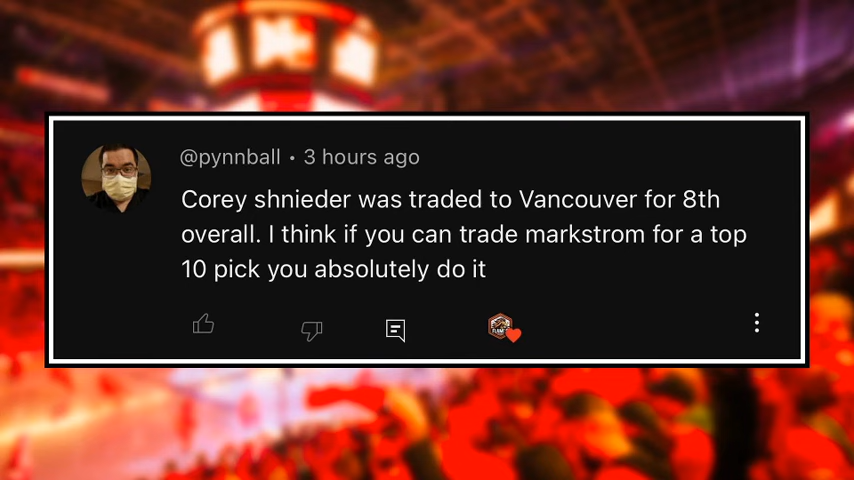 @pynnball • 3 hours ago
Corey shnieder was traded to Vancouver for 8th
overall. I think if you can trade markstrom for a top
10 pick you absolutely do it